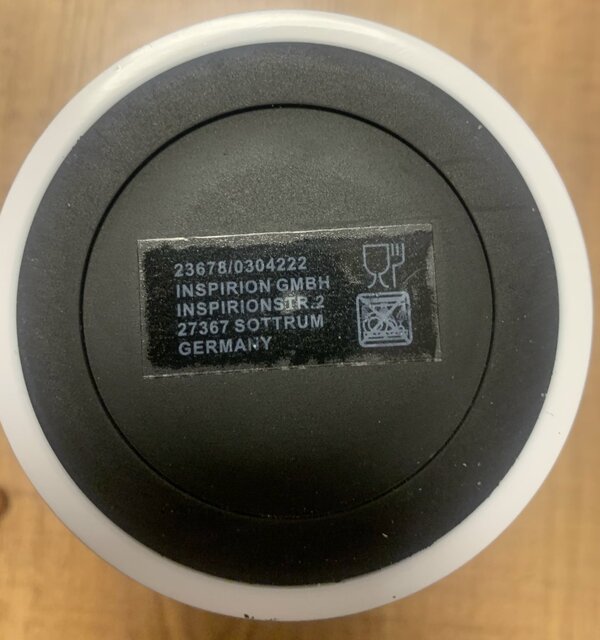 23678/0304222
INSPIRION GMBH
INSPIRIONSTR.2
27367 SOTTRUM
GERMANY